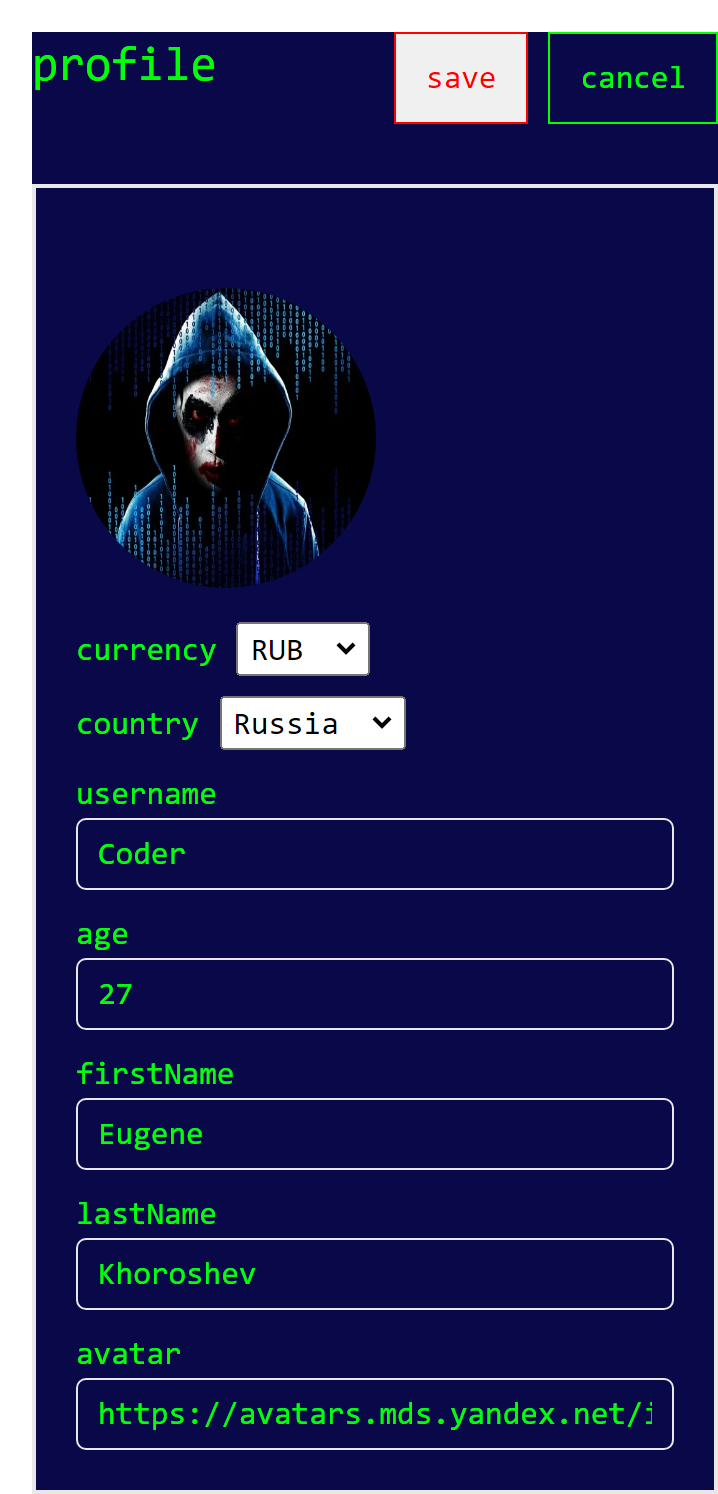 profile
save
cancel
currency RUB
country Russia
username
Coder
age
27
firstName
Eugene
lastName
Khoroshev
avatar
https://avatars.mds.yandex.net/i